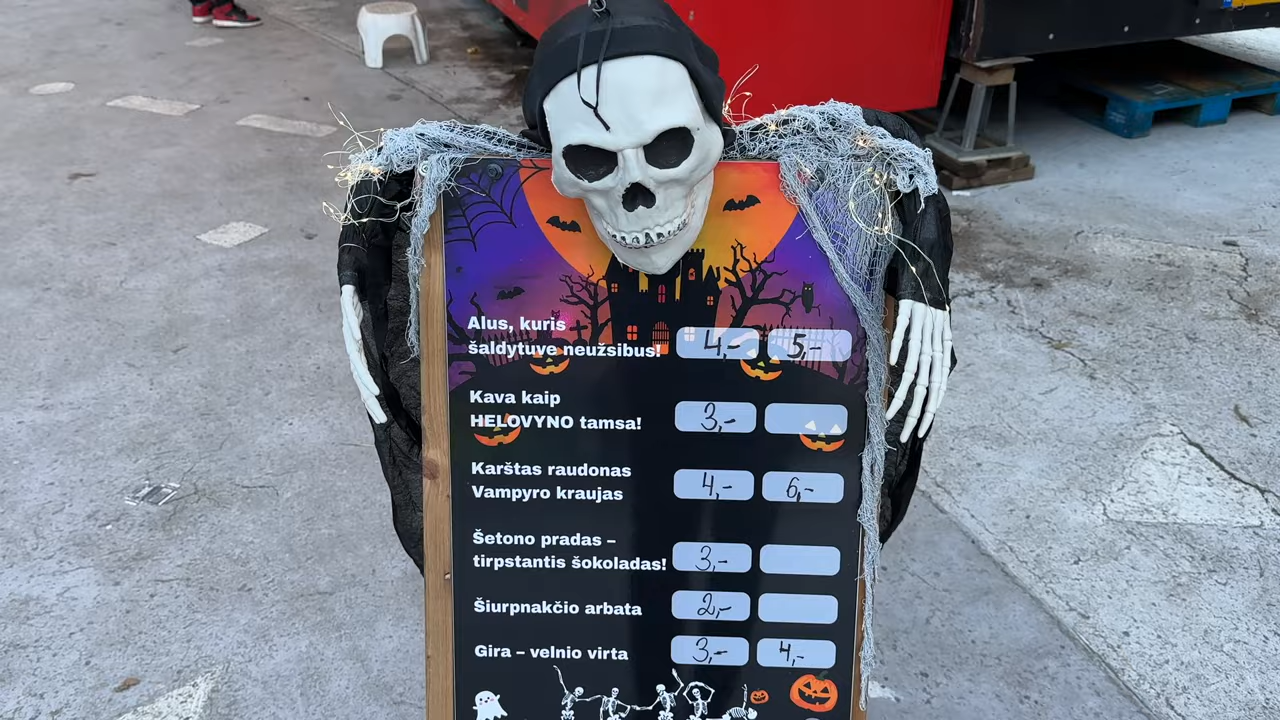 Alus, kuris
šaldytuve neužsibus! 4,- 5,-
Kava kaip
HELOVYNO tamsa! 3,-
Karštas raudonas
Vampyro kraujas 4,- 6,-
Šetono pradas –
tirpstantis šokoladas! 3,-
Šiurpnakčio arbata 2,-
Gira – velnio virta 3,- 4,-